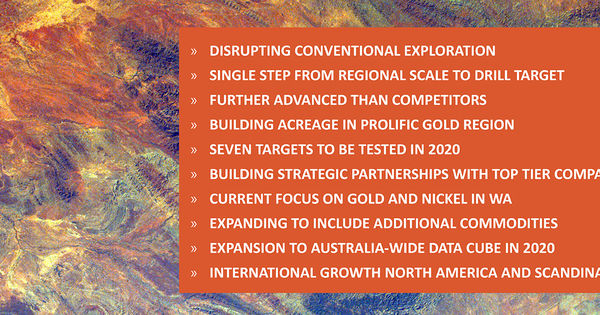 » DISRUPTING CONVENTIONAL EXPLORATION
» SINGLE STEP FROM REGIONAL SCALE TO DRILL TARGET
» FURTHER ADVANCED THAN COMPETITORS
» BUILDING ACREAGE IN PROLIFIC GOLD REGION
» SEVEN TARGETS TO BE TESTED IN 2020
» BUILDING STRATEGIC PARTNERSHIPS WITH TOP TIER COMPA
» CURRENT FOCUS ON GOLD AND NICKEL IN WA
» EXPANDING TO INCLUDE ADDITIONAL COMMODITIES
» EXPANSION TO AUSTRALIA-WIDE DATA CUBE IN 2020
» INTERNATIONAL GROWTH NORTH AMERICA AND SCANDINA